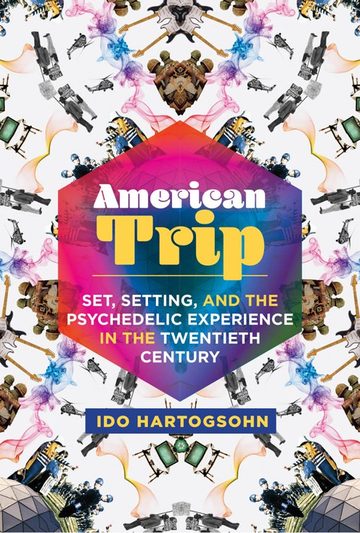 American
Trip
SET, SETTING, AND THE
PSYCHEDELIC EXPERIENCE
IN THE TWENTIETH
CENTURY
IDO HARTOGSOHN